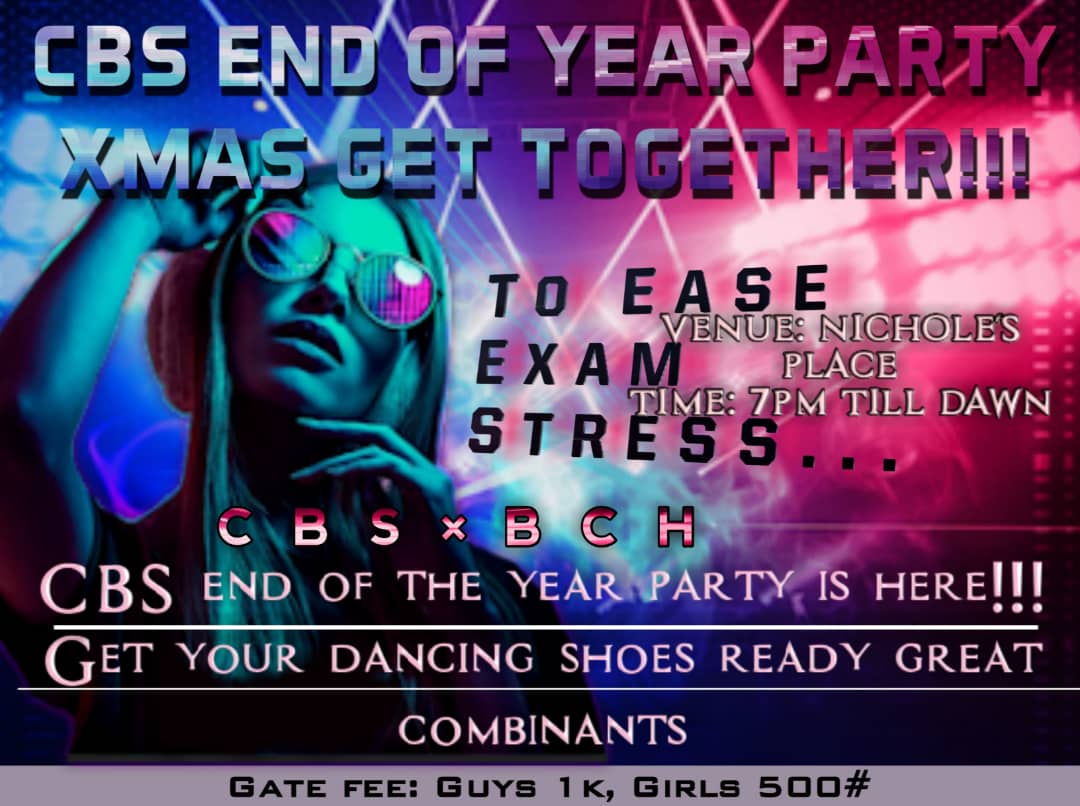 CBS END OF YEAR PARTY
XMAS GET TOGETHER!!!
TO EASE
EXAM
STRESS...
VENUE: NICHOLE'S
PLACE
TIME: 7PM TILL DAWN
CBS×BCH
CBS END OF THE YEAR PARTY IS HERE!!!
GET YOUR DANCING SHOES READY GREAT
COMBINANTS
GATE FEE: GUYS 1K, GIRLS 500#